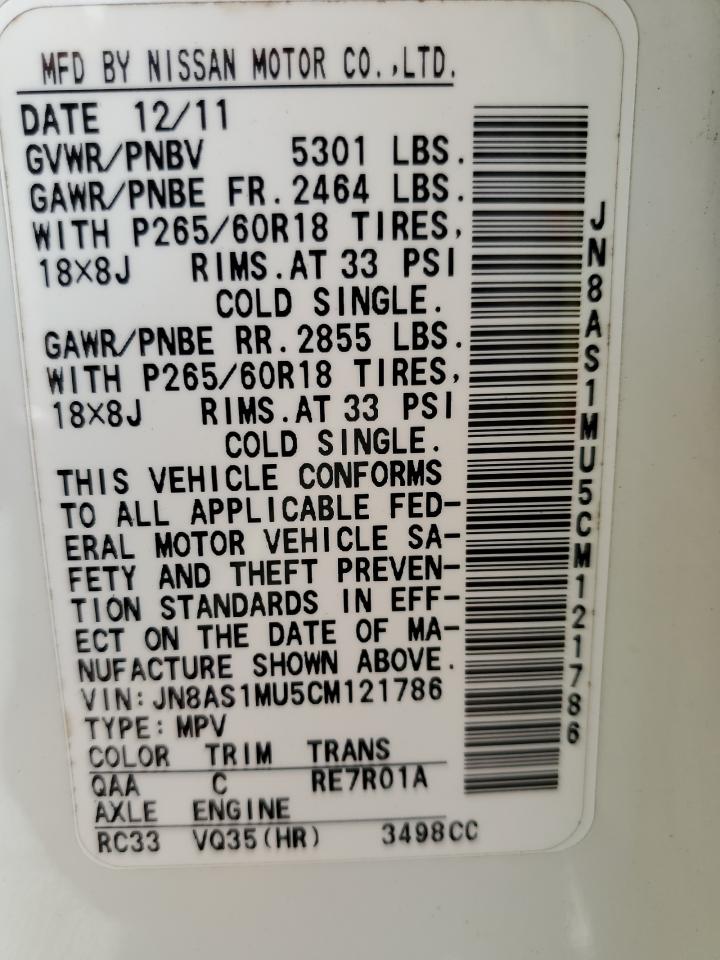 MFD BY NISSAN MOTOR CO.,LTD.
DATE 12/11
GVWR/PNBV 5301 LBS.
GAWR/PNBE FR.2464 LBS.
WITH P265/60R18 TIRES,
18×8J RIMS.AT 33 PSI
COLD SINGLE.
GAWR/PNBE RR.2855 LBS.
WITH P265/60R18 TIRES,
18×8J RIMS.AT 33 PSI
COLD SINGLE.
THIS VEHICLE CONFORMS
TO ALL APPLICABLE FED-
ERAL MOTOR VEHICLE SA-
FETY AND THEFT PREVEN-
TION STANDARDS IN EFF-
ECT ON THE DATE OF MA-
NUFACTURE SHOWN ABOVE.
VIN:JN8AS1MU5CM121786
TYPE:MPV
COLOR TRIM TRANS
QAA C RE7R01A
AXLE ENGINE
RC33 VQ35(HR) 3498CC
JN8AS1MU5CM121786